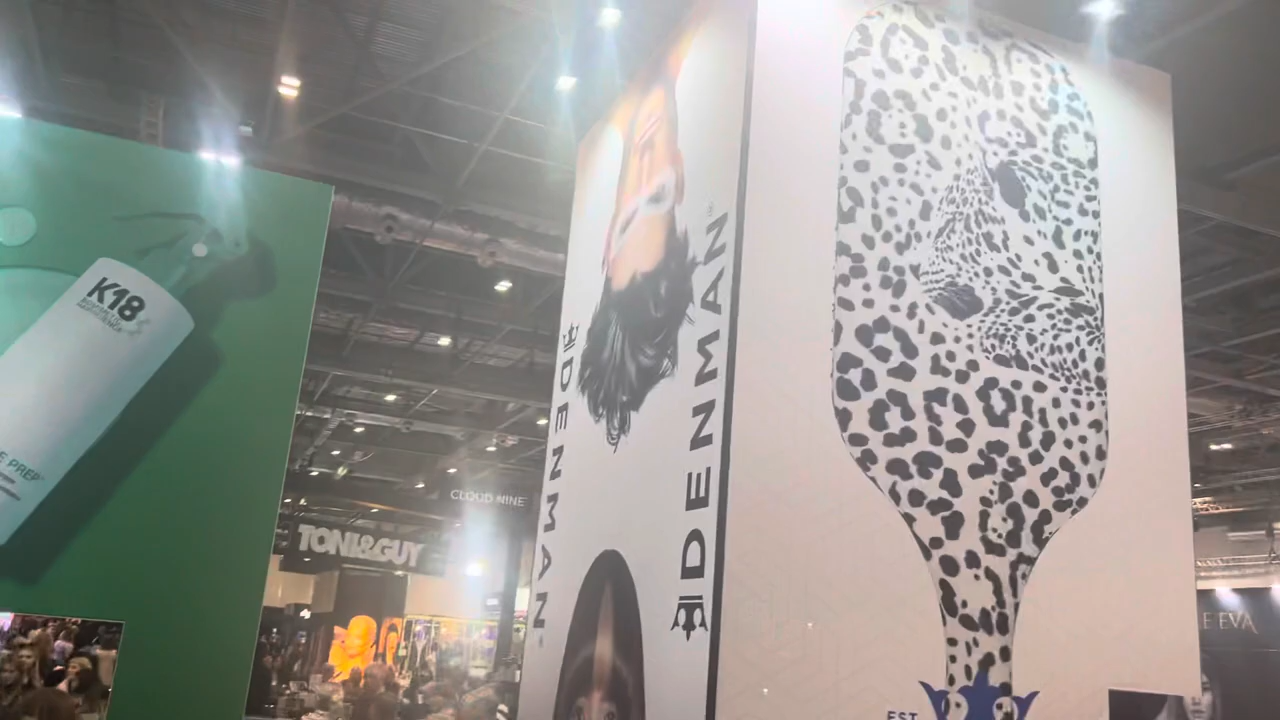 K18
E PREP
CLOUD NINE
TONI&GUY
DENMAN
DENMAN
EST
E EVA